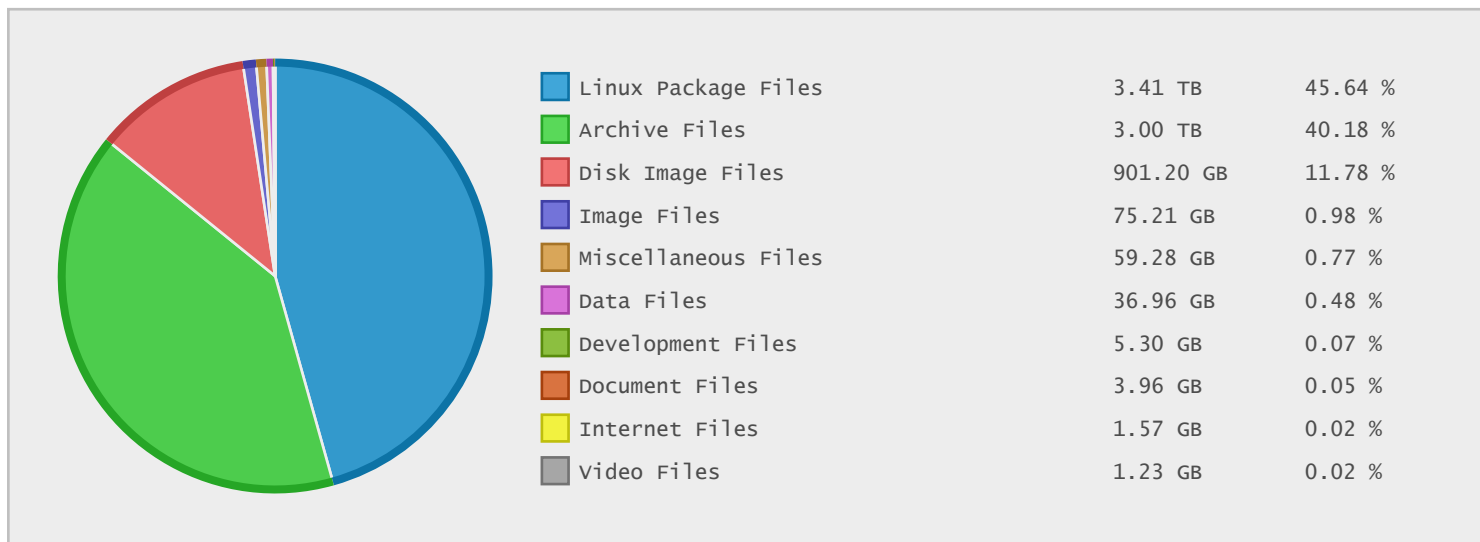 Linux Package Files 3.41 TB 45.64 %
Archive Files 3.00 TB 40.18 %
Disk Image Files 901.20 GB 11.78 %
Image Files 75.21 GB 0.98 %
Miscellaneous Files 59.28 GB 0.77 %
Data Files 36.96 GB 0.48 %
Development Files 5.30 GB 0.07 %
Document Files 3.96 GB 0.05 %
Internet Files 1.57 GB 0.02 %
Video Files 1.23 GB 0.02 %